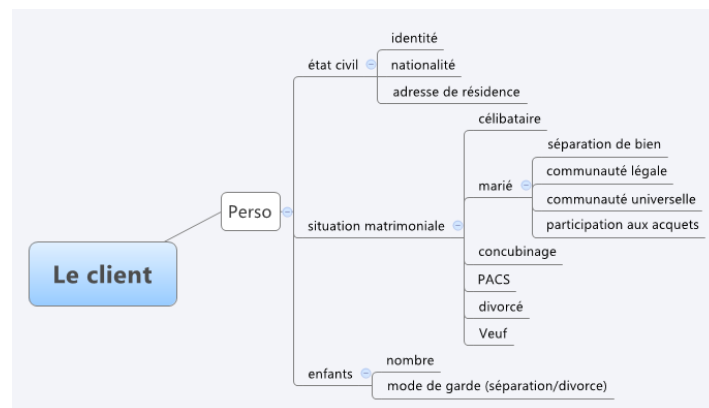 Le client
Perso
état civil
identité
nationalité
adresse de résidence
situation matrimoniale
célibataire
marié
séparation de bien
communauté légale
communauté universelle
participation aux acquets
concubinage
PACS
divorcé
Veuf
enfants
nombre
mode de garde (séparation/divorce)